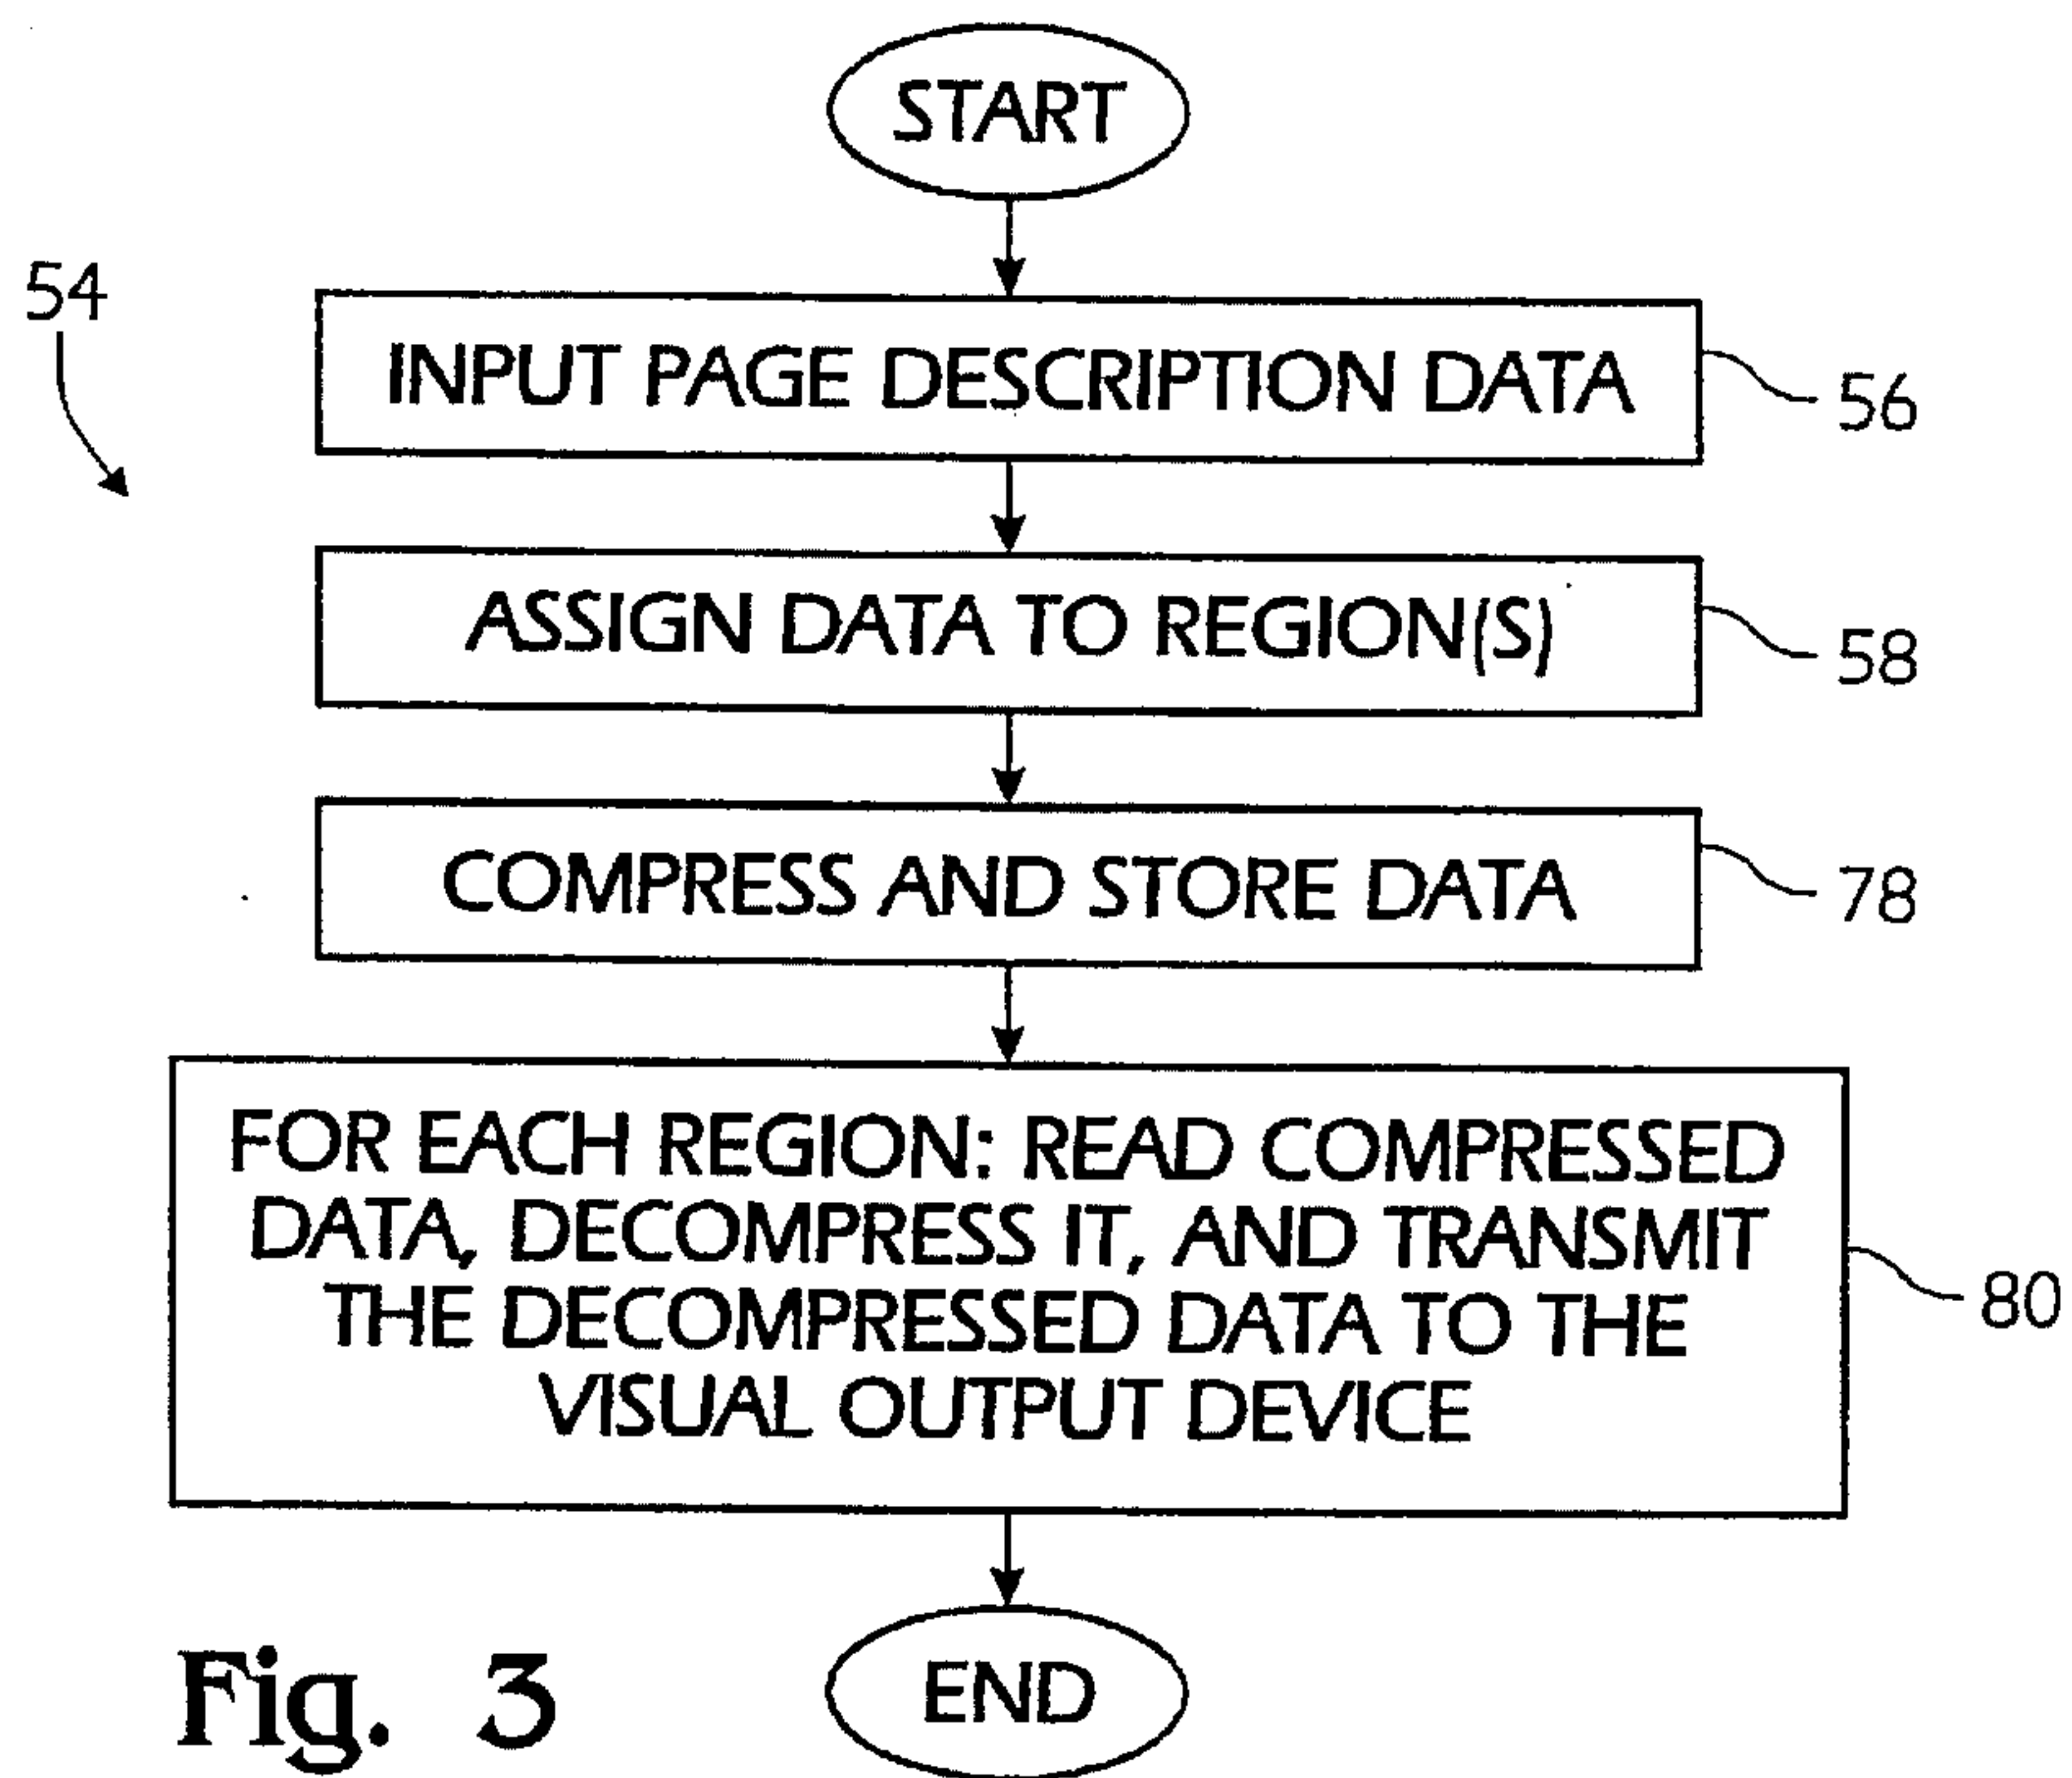 START
54
INPUT PAGE DESCRIPTION DATA
56
ASSIGN DATA TO REGION(S)
58
COMPRESS AND STORE DATA
78
FOR EACH REGION: READ COMPRESSED
DATA, DECOMPRESS IT, AND TRANSMIT
THE DECOMPRESSED DATA TO THE
VISUAL OUTPUT DEVICE
80
END
Fig. 3